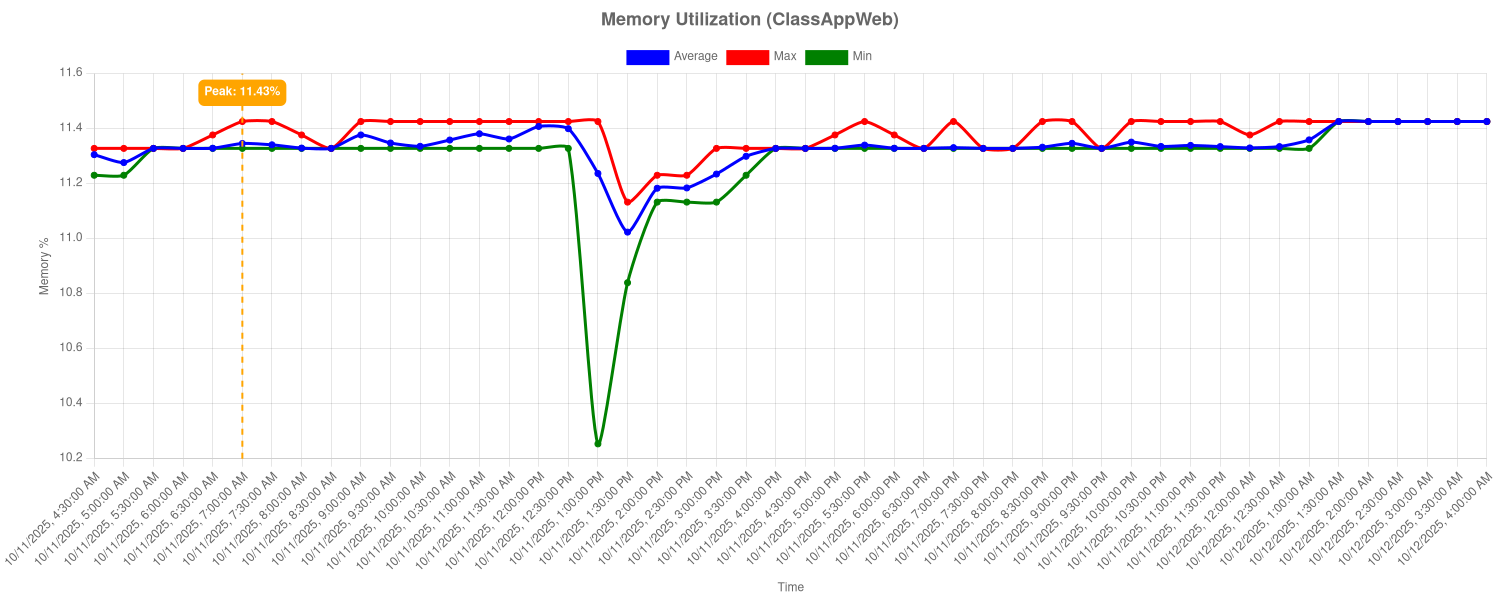 Memory Utilization (ClassAppWeb)
Average Max Min
Peak: 11.43%
Memory %
11.6
11.4
11.2
11.0
10.8
10.6
10.4
10.2
10/11/2025, 4:30:00 AM
10/11/2025, 5:00:00 AM
10/11/2025, 5:30:00 AM
10/11/2025, 6:00:00 AM
10/11/2025, 6:30:00 AM
10/11/2025, 7:00:00 AM
10/11/2025, 7:30:00 AM
10/11/2025, 8:00:00 AM
10/11/2025, 8:30:00 AM
10/11/2025, 9:00:00 AM
10/11/2025, 9:30:00 AM
10/11/2025, 10:00:00 AM
10/11/2025, 10:30:00 AM
10/11/2025, 11:00:00 AM
10/11/2025, 11:30:00 AM
10/11/2025, 12:00:00 PM
10/11/2025, 12:30:00 PM
10/11/2025, 1:00:00 PM
10/11/2025, 1:30:00 PM
10/11/2025, 2:00:00 PM
10/11/2025, 2:30:00 PM
10/11/2025, 3:00:00 PM
10/11/2025, 3:30:00 PM
10/11/2025, 4:00:00 PM
10/11/2025, 4:30:00 PM
10/11/2025, 5:00:00 PM
10/11/2025, 5:30:00 PM
10/11/2025, 6:00:00 PM
10/11/2025, 6:30:00 PM
10/11/2025, 7:00:00 PM
10/11/2025, 7:30:00 PM
10/11/2025, 8:00:00 PM
10/11/2025, 8:30:00 PM
10/11/2025, 9:00:00 PM
10/11/2025, 9:30:00 PM
10/11/2025, 10:00:00 PM
10/11/2025, 10:30:00 PM
10/11/2025, 11:00:00 PM
10/11/2025, 11:30:00 PM
10/12/2025, 12:00:00 AM
10/12/2025, 12:30:00 AM
10/12/2025, 1:00:00 AM
10/12/2025, 1:30:00 AM
10/12/2025, 2:00:00 AM
10/12/2025, 2:30:00 AM
10/12/2025, 3:00:00 AM
10/12/2025, 3:30:00 AM
10/12/2025, 4:00:00 AM
Time